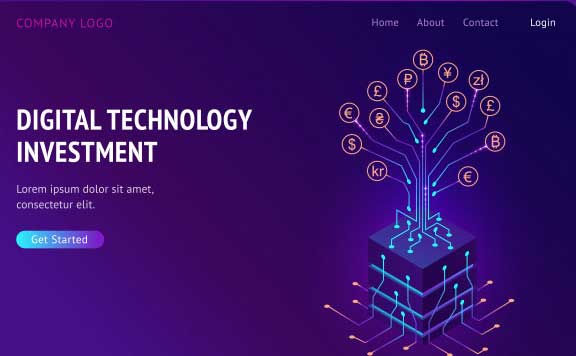 COMPANY LOGO
Home About Contact Login
DIGITAL TECHNOLOGY
INVESTMENT
Lorem ipsum dolor sit amet,
consectetur elit.
Get Started
₿
₽ ¥ zł
£ $ £
€ ₴
$ ₿
kr €